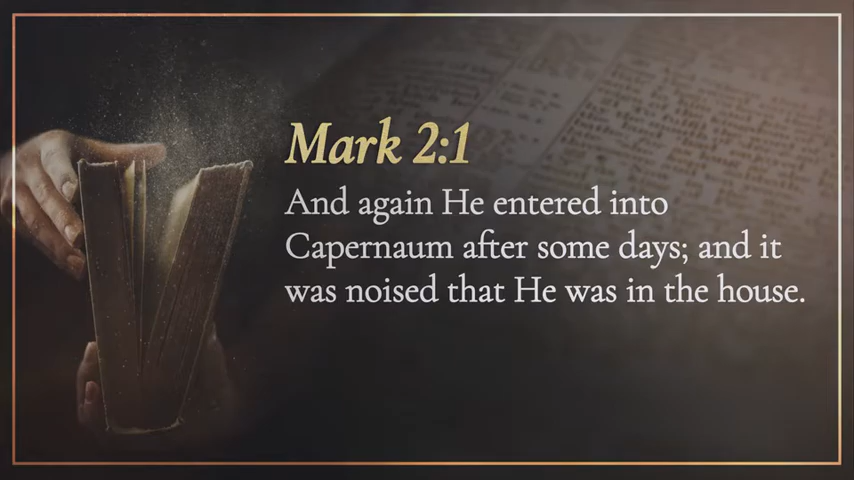 Mark 2:1
And again He entered into
Capernaum after some days; and it
was noised that He was in the house.